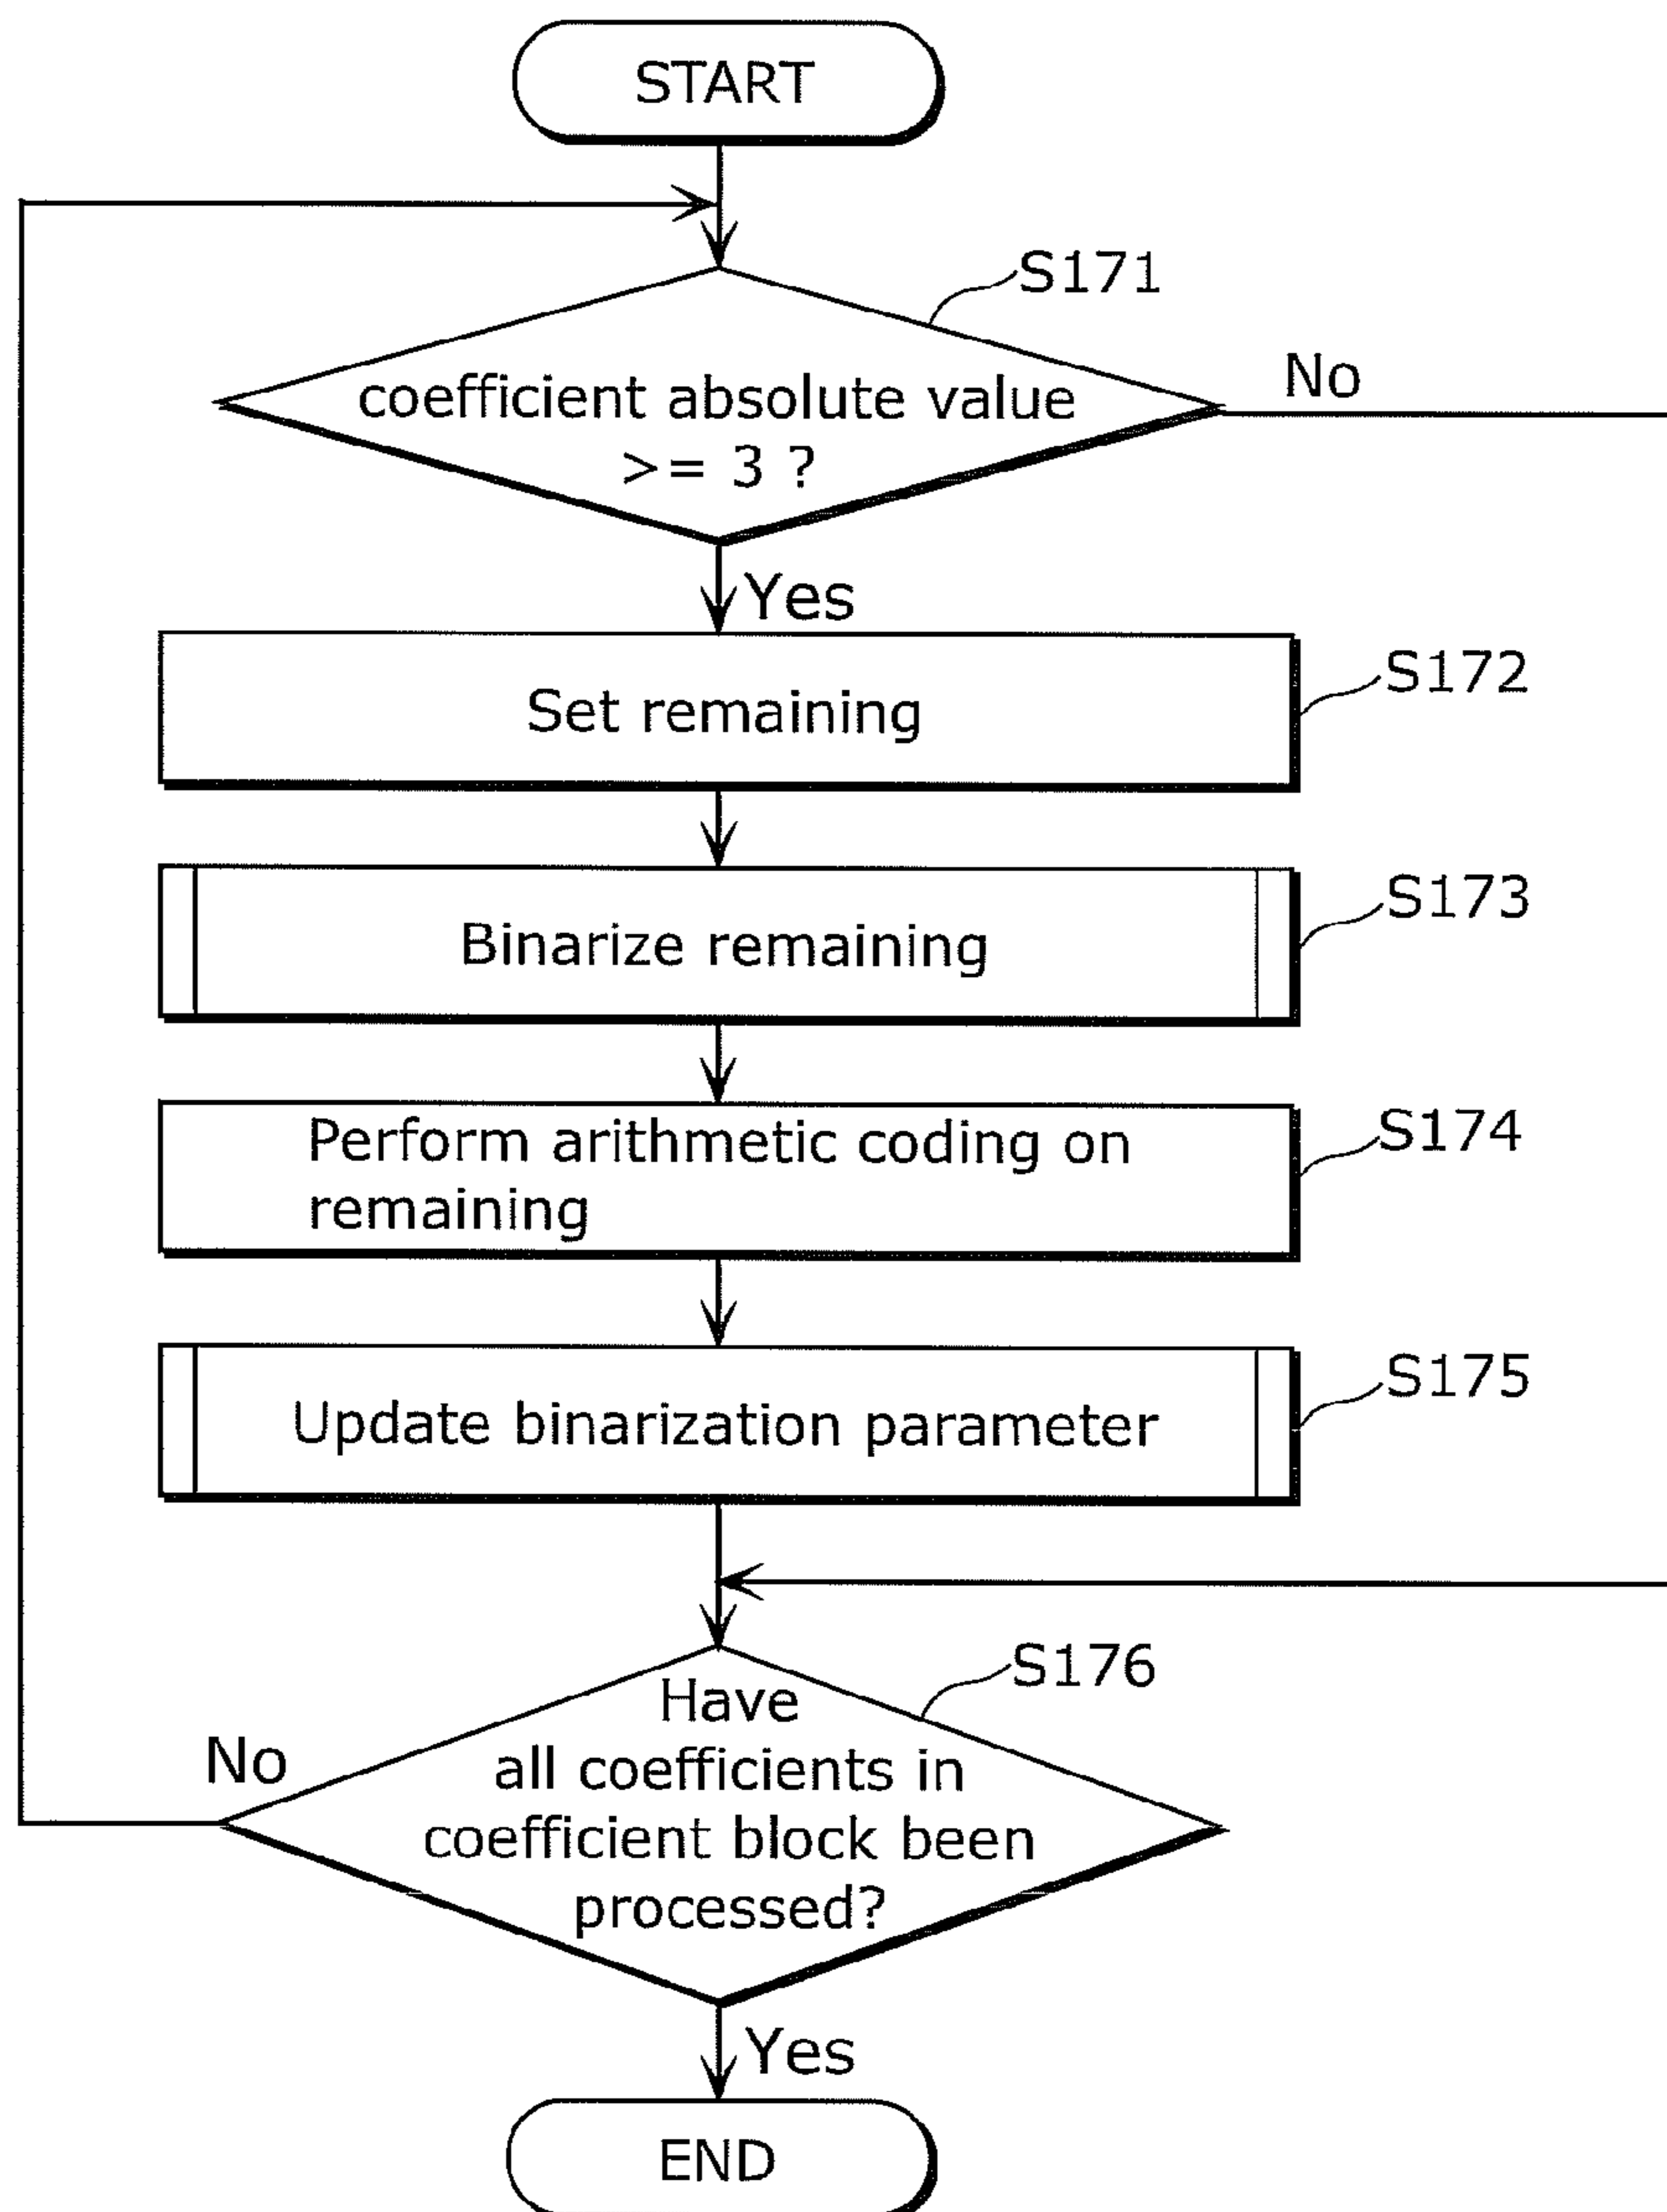 START
S171
coefficient absolute value
>= 3 ?
No
Yes
Set remaining
S172
Binarize remaining
S173
Perform arithmetic coding on
remaining
S174
Update binarization parameter
S175
S176
Have
all coefficients in
coefficient block been
processed?
No
Yes
END